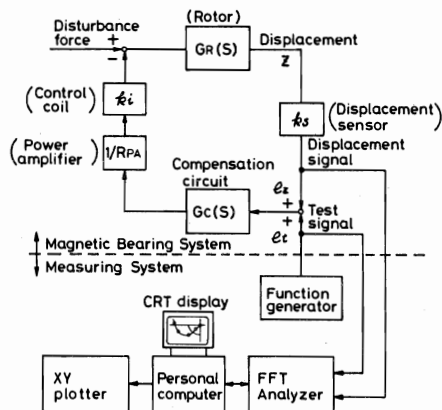 (Rotor)
Disturbance
force
+
−
GR(S)
Displacement
Z
(Control
coil)
ki
ks
(Displacement
sensor)
(Power
amplifier)
1/RPA
Displacement
signal
Compensation
circuit
Gc(S)
ez
+
+
et
Test
signal
Magnetic Bearing System
Measuring System
Function
generator
CRT display
XY
plotter
Personal
computer
FFT
Analyzer